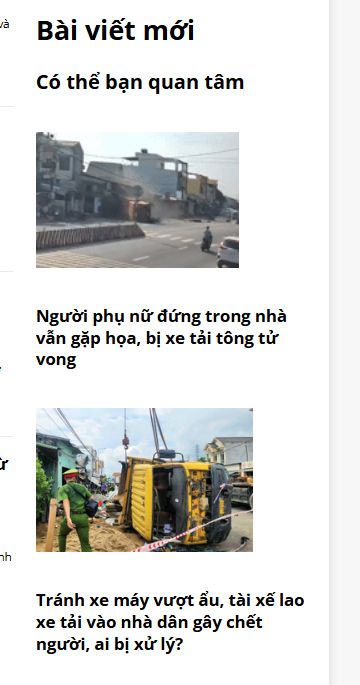 và
Bài viết mới
Có thể bạn quan tâm
Người phụ nữ đứng trong nhà
vẫn gặp họa, bị xe tải tông tử
vong
Tránh xe máy vượt ẩu, tài xế lao
xe tải vào nhà dân gây chết
người, ai bị xử lý?